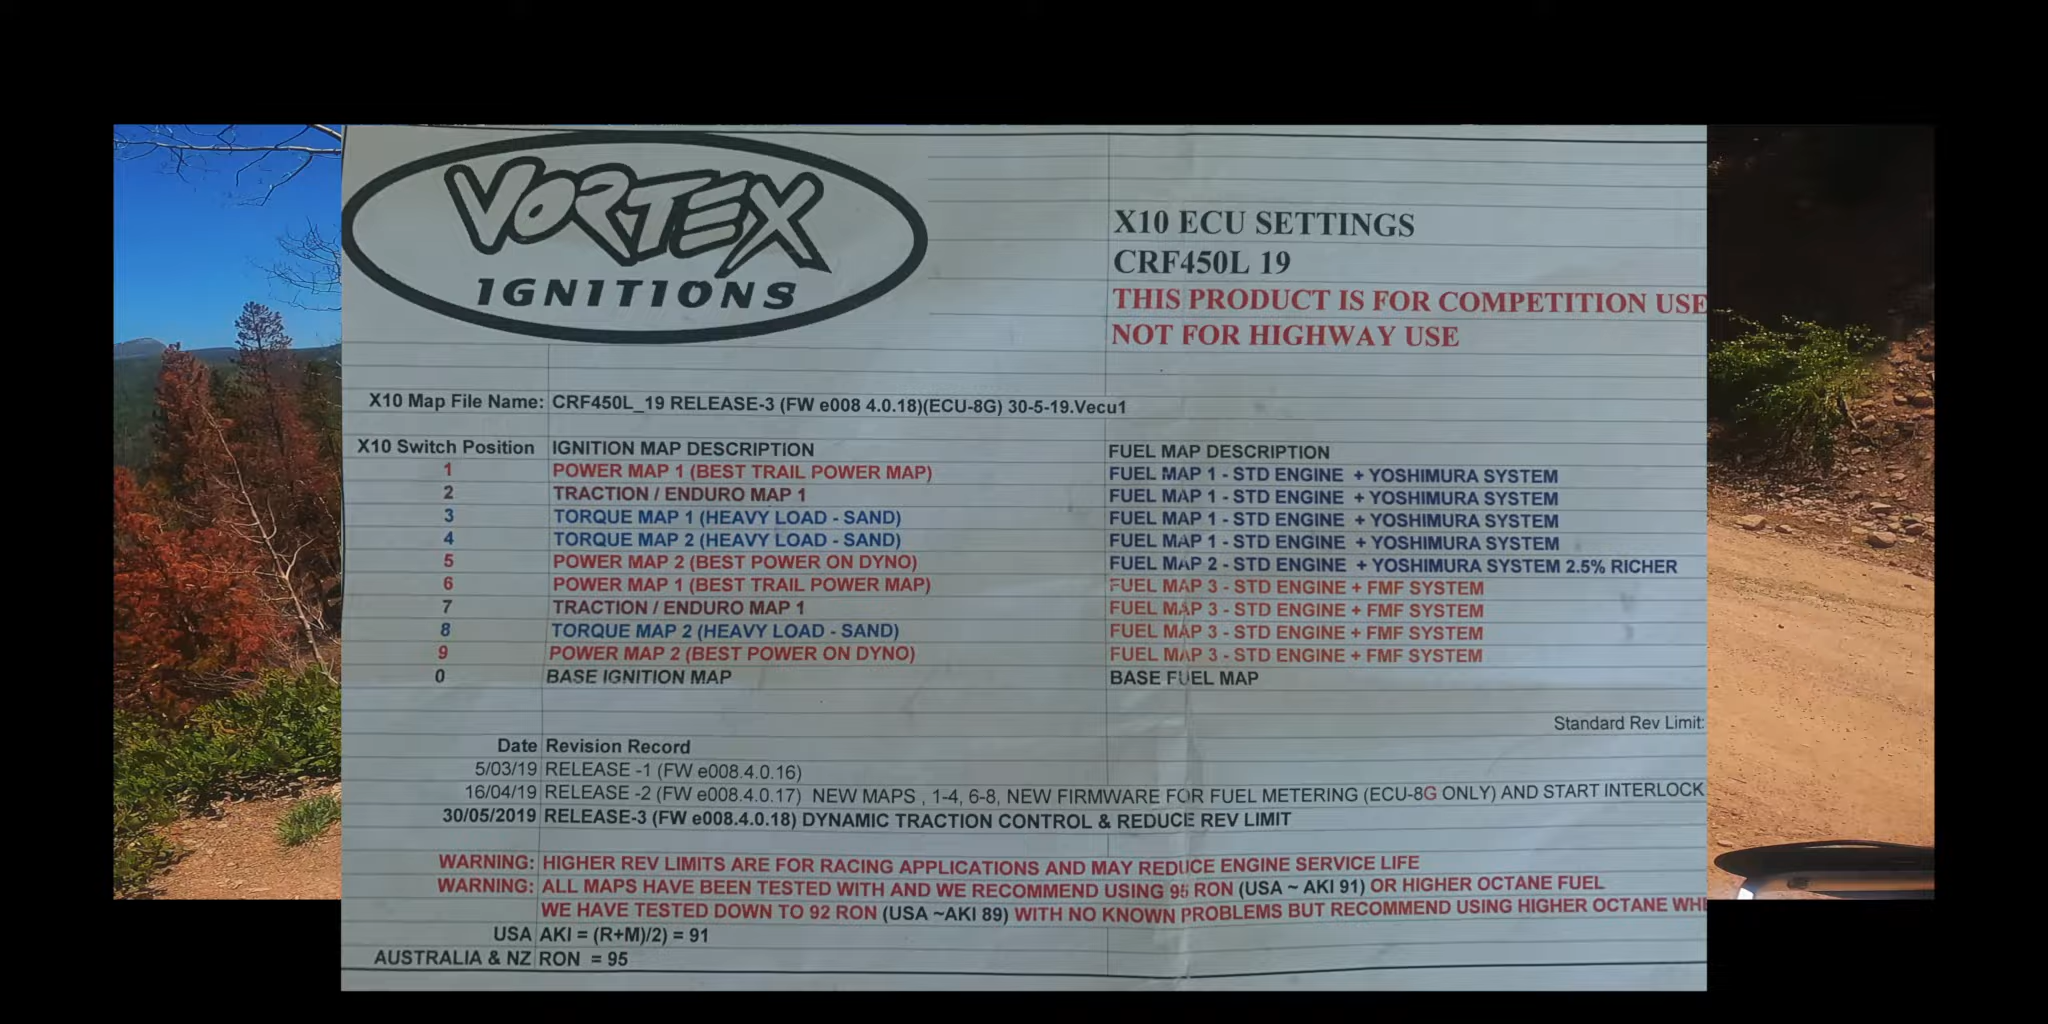 VORTEX
IGNITIONS
X10 ECU SETTINGS
CRF450L 19
THIS PRODUCT IS FOR COMPETITION USE
NOT FOR HIGHWAY USE
X10 Map File Name: CRF450L_19 RELEASE-3 (FW e008 4.0.18)(ECU-8G) 30-5-19.Vecu1
X10 Switch Position IGNITION MAP DESCRIPTION FUEL MAP DESCRIPTION
1 POWER MAP 1 (BEST TRAIL POWER MAP) FUEL MAP 1 - STD ENGINE + YOSHIMURA SYSTEM
2 TRACTION / ENDURO MAP 1 FUEL MAP 1 - STD ENGINE + YOSHIMURA SYSTEM
3 TORQUE MAP 1 (HEAVY LOAD - SAND) FUEL MAP 1 - STD ENGINE + YOSHIMURA SYSTEM
4 TORQUE MAP 2 (HEAVY LOAD - SAND) FUEL MAP 1 - STD ENGINE + YOSHIMURA SYSTEM
5 POWER MAP 2 (BEST POWER ON DYNO) FUEL MAP 2 - STD ENGINE + YOSHIMURA SYSTEM 2.5% RICHER
6 POWER MAP 1 (BEST TRAIL POWER MAP) FUEL MAP 3 - STD ENGINE + FMF SYSTEM
7 TRACTION / ENDURO MAP 1 FUEL MAP 3 - STD ENGINE + FMF SYSTEM
8 TORQUE MAP 2 (HEAVY LOAD - SAND) FUEL MAP 3 - STD ENGINE + FMF SYSTEM
9 POWER MAP 2 (BEST POWER ON DYNO) FUEL MAP 3 - STD ENGINE + FMF SYSTEM
0 BASE IGNITION MAP BASE FUEL MAP
Standard Rev Limit:
Date Revision Record
5/03/19 RELEASE -1 (FW e008.4.0.16)
16/04/19 RELEASE -2 (FW e008.4.0.17) NEW MAPS , 1-4, 6-8, NEW FIRMWARE FOR FUEL METERING (ECU-8G ONLY) AND START INTERLOCK
30/05/2019 RELEASE-3 (FW e008.4.0.18) DYNAMIC TRACTION CONTROL & REDUCE REV LIMIT
WARNING: HIGHER REV LIMITS ARE FOR RACING APPLICATIONS AND MAY REDUCE ENGINE SERVICE LIFE
WARNING: ALL MAPS HAVE BEEN TESTED WITH AND WE RECOMMEND USING 95 RON (USA ~ AKI 91) OR HIGHER OCTANE FUEL
WE HAVE TESTED DOWN TO 92 RON (USA ~AKI 89) WITH NO KNOWN PROBLEMS BUT RECOMMEND USING HIGHER OCTANE
USA AKI = (R+M)/2) = 91
AUSTRALIA & NZ RON = 95